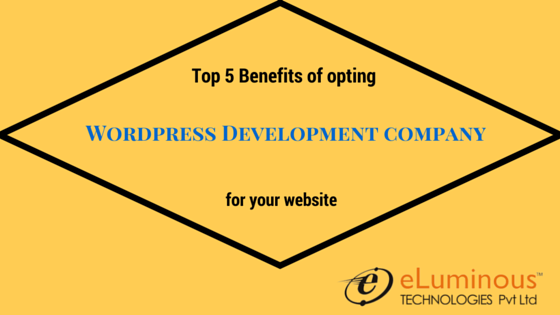 Top 5 Benefits of opting
Wordpress Development company
for your website
e
eLuminous™
TECHNOLOGIES Pvt Ltd